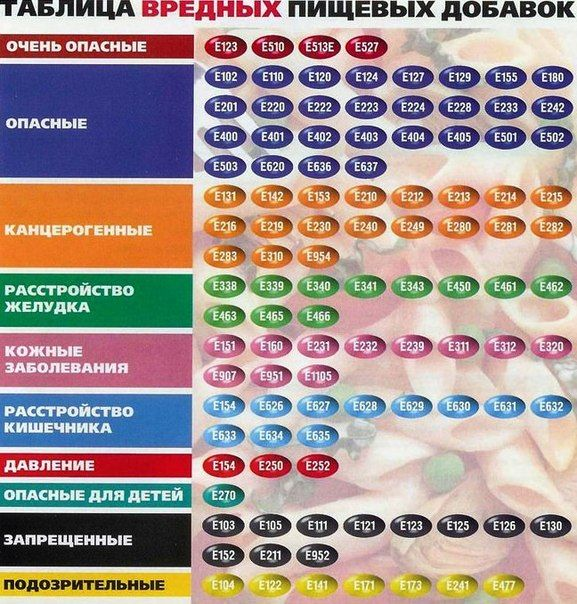 ТАБЛИЦА ВРЕДНЫХ ПИЩЕВЫХ ДОБАВОК
ОЧЕНЬ ОПАСНЫЕ
E123 E510 E513E E527
ОПАСНЫЕ
E102 E110 E120 E124 E127 E129 E155 E180
E201 E220 E222 E223 E224 E228 E233 E242
E400 E401 E402 E403 E404 E405 E501 E502
E503 E620 E636 E637
КАНЦЕРОГЕННЫЕ
E131 E142 E153 E210 E212 E213 E214 E215
E216 E219 E230 E240 E249 E280 E281 E282
E283 E310 E954
РАССТРОЙСТВО
ЖЕЛУДКА
E338 E339 E340 E341 E343 E450 E461 E462
E463 E465 E466
КОЖНЫЕ
ЗАБОЛЕВАНИЯ
E151 E160 E231 E232 E239 E311 E312 E320
E907 E951 E1105
РАССТРОЙСТВО
КИШЕЧНИКА
E154 E626 E627 E628 E629 E630 E631 E632
E633 E634 E635
ДАВЛЕНИЕ
E154 E250 E252
ОПАСНЫЕ ДЛЯ ДЕТЕЙ
E270
ЗАПРЕЩЕННЫЕ
E103 E105 E111 E121 E123 E125 E126 E130
E152 E211 E952
ПОДОЗРИТЕЛЬНЫЕ
E104 E122 E141 E171 E173 E241 E477